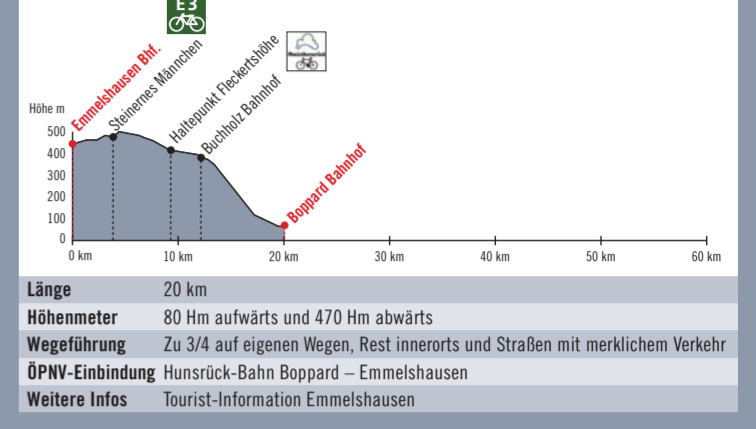 E3
Emmelshausen Bhf.
Steinernes Männchen
Haltepunkt Fleckertshöhe
Buchholz Bahnhof
Boppard Bahnhof
Höhe m
500
400
300
200
100
0
0 km
10 km
20 km
30 km
40 km
50 km
60 km
Länge 20 km
Höhenmeter 80 Hm aufwärts und 470 Hm abwärts
Wegeführung Zu 3/4 auf eigenen Wegen, Rest innerorts und Straßen mit merklichem Verkehr
ÖPNV-Einbindung Hunsrück-Bahn Boppard – Emmelshausen
Weitere Infos Tourist-Information Emmelshausen